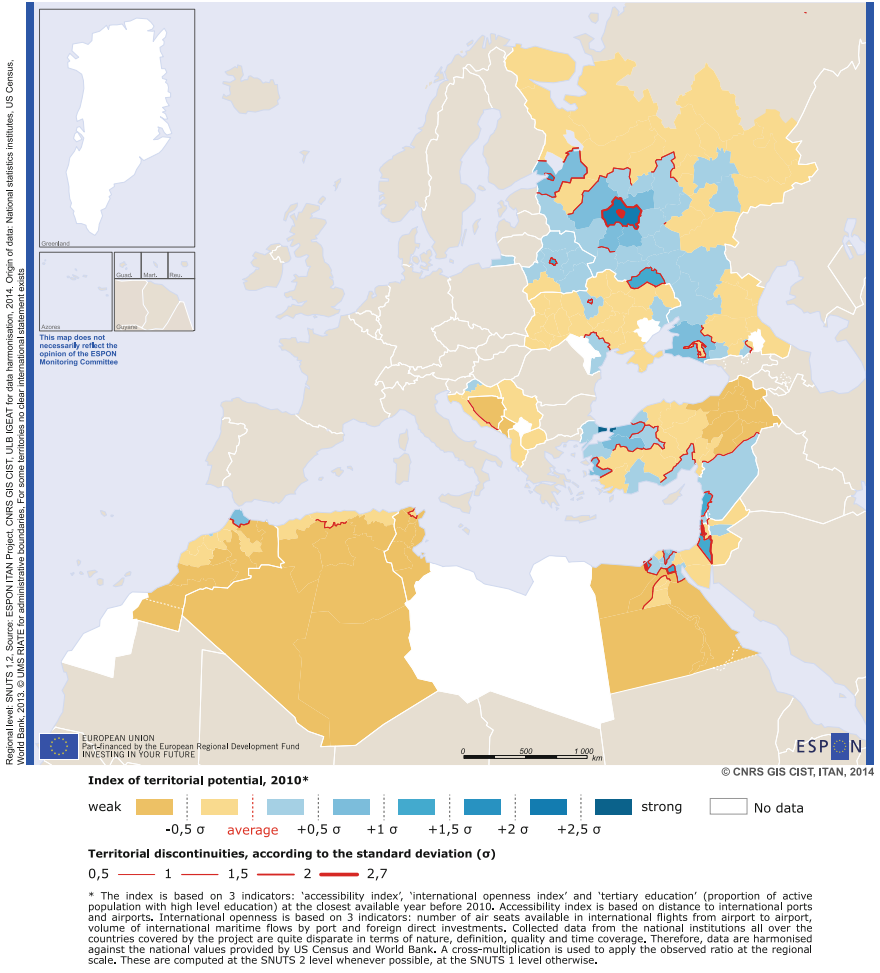 Regional level: SNUTS 1,2. Source: ESPON ITAN Project, CNRS GIS CIST, ULB IGEAT for data harmonisation, 2014. Origin of data: National statistics institutes, US Census,
World Bank, 2013. © UMS RIATE for administrative boundaries, For some territories no clear international statement exists
Greenland
Guad.
Mart.
Reu.
Azores
Guyane
This map does not
necessarily reflect the
opinion of the ESPON
Monitoring Committee
EUROPEAN UNION
Part-financed by the European Regional Development Fund
INVESTING IN YOUR FUTURE
0 500 1 000
km
ESPON
© CNRS GIS CIST, ITAN, 2014
Index of territorial potential, 2010*
weak
strong
No data
-0,5 σ average +0,5 σ +1 σ +1,5 σ +2 σ +2,5 σ
Territorial discontinuities, according to the standard deviation (σ)
0,5 1 1,5 2 2,7
* The index is based on 3 indicators: ‘accessibility index’, ‘international openness index’ and ‘tertiary education’ (proportion of active
population with high level education) at the closest available year before 2010. Accessibility index is based on distance to international ports
and airports. International openness is based on 3 indicators: number of air seats available in international flights from airport to airport,
volume of international maritime flows by port and foreign direct investments. Collected data from the national institutions all over the
countries covered by the project are quite disparate in terms of nature, definition, quality and time coverage. Therefore, data are harmonised
against the national values provided by US Census and World Bank. A cross-multiplication is used to apply the observed ratio at the regional
scale. These are computed at the SNUTS 2 level whenever possible, at the SNUTS 1 level otherwise.